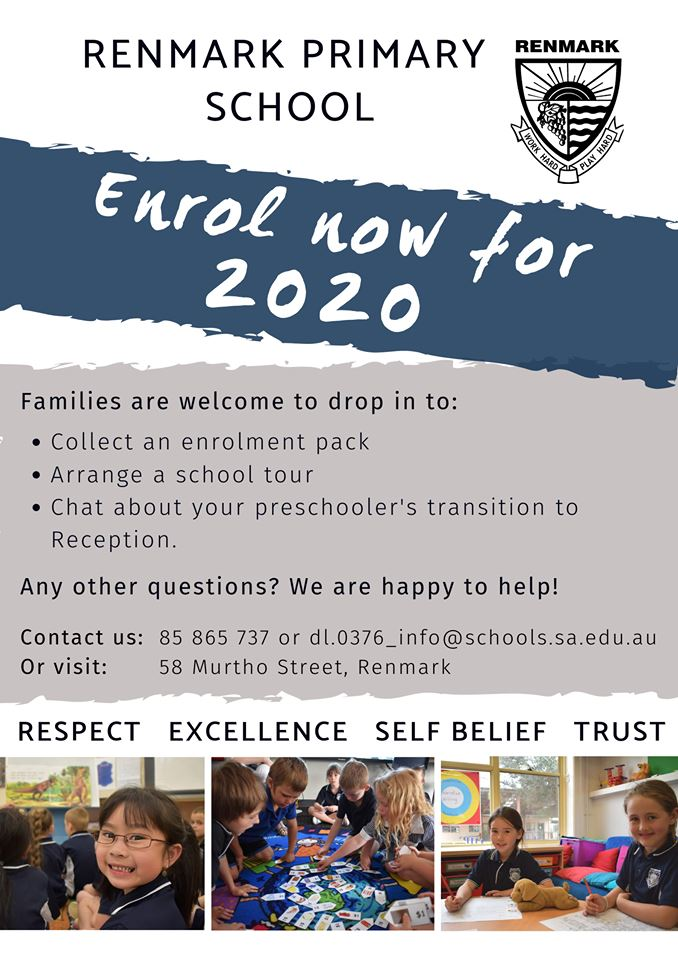 RENMARK PRIMARY
SCHOOL
RENMARK
WORK HARD PLAY HARD
Enrol now for
2020
Families are welcome to drop in to:
• Collect an enrolment pack
• Arrange a school tour
• Chat about your preschooler's transition to
Reception.
Any other questions? We are happy to help!
Contact us: 85 865 737 or dl.0376_info@schools.sa.edu.au
Or visit: 58 Murtho Street, Renmark
RESPECT EXCELLENCE SELF BELIEF TRUST
$1